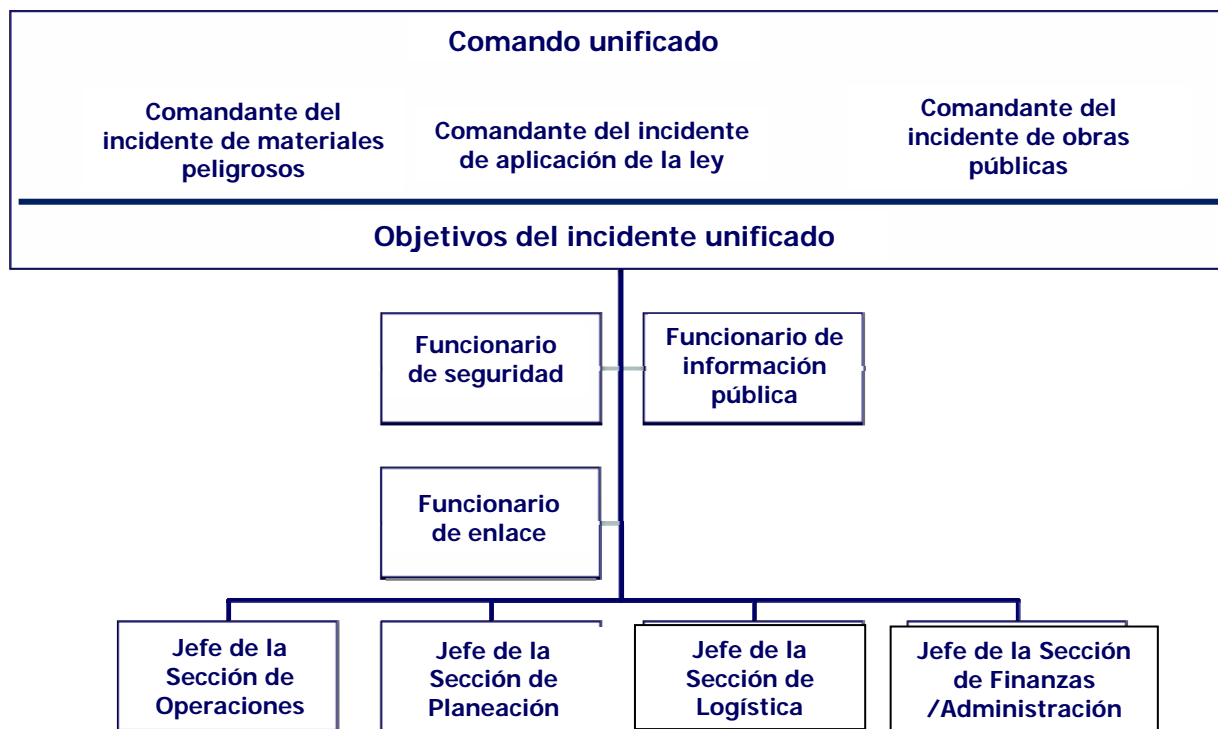 Comando unificado
Comandante del
incidente de materiales
peligrosos
Comandante del incidente
de aplicación de la ley
Comandante del
incidente de obras
públicas
Objetivos del incidente unificado
Funcionario
de seguridad
Funcionario de
información
pública
Funcionario
de enlace
Jefe de la
Sección de
Operaciones
Jefe de la
Sección de
Planeación
Jefe de la
Sección de
Logística
Jefe de la Sección
de Finanzas
/Administración